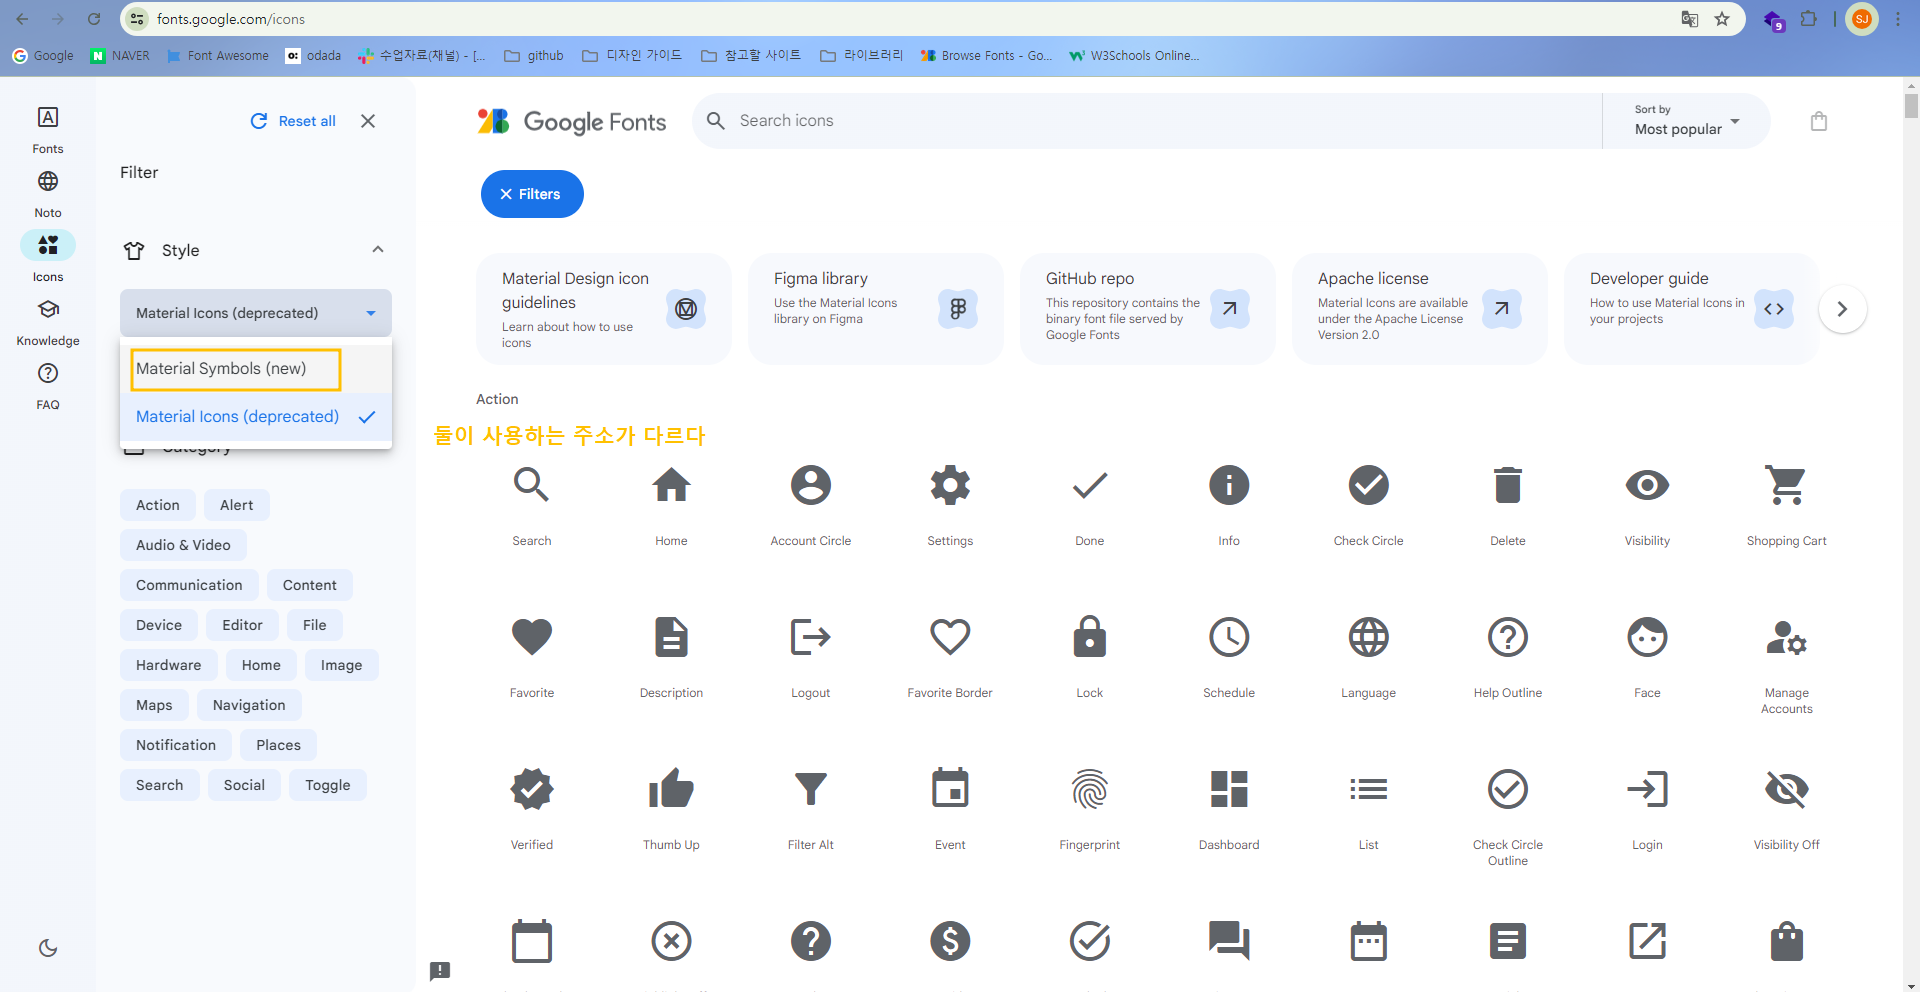 fonts.google.com/icons
SJ
9
Google
NAVER
Font Awesome
odada
수업자료(채널) - [...
github
디자인 가이드
참고할 사이트
라이브러리
Browse Fonts - Go...
W3Schools Online...
Fonts
Noto
Icons
Knowledge
FAQ
Reset all
Filter
Style
Material Icons (deprecated)
Material Symbols (new)
Material Icons (deprecated)
Category
Action
Alert
Audio & Video
Communication
Content
Device
Editor
File
Hardware
Home
Image
Maps
Navigation
Notification
Places
Search
Social
Toggle
Google Fonts
Search icons
Sort by
Most popular
Filters
Material Design icon
guidelines
Learn about how to use
icons
Figma library
Use the Material Icons
library on Figma
GitHub repo
This repository contains the
binary font file served by
Google Fonts
Apache license
Material Icons are available
under the Apache License
Version 2.0
Developer guide
How to use Material Icons in
your projects
Action
둘이 사용하는 주소가 다르다
Search
Home
Account Circle
Settings
Done
Info
Check Circle
Delete
Visibility
Shopping Cart
Favorite
Description
Logout
Favorite Border
Lock
Schedule
Language
Help Outline
Face
Manage
Accounts
Verified
Thumb Up
Filter Alt
Event
Fingerprint
Dashboard
List
Check Circle
Outline
Login
Visibility Off